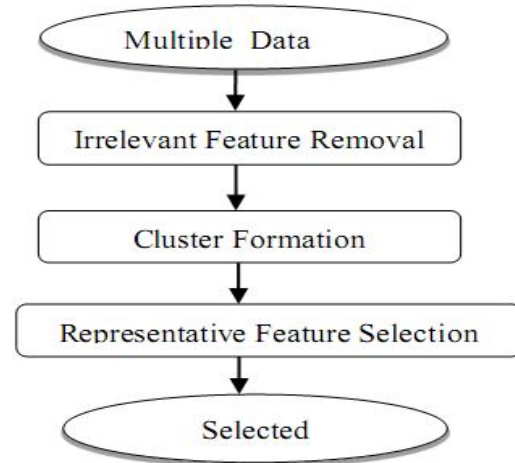 Multiple Data
Irrelevant Feature Removal
Cluster Formation
Representative Feature Selection
Selected